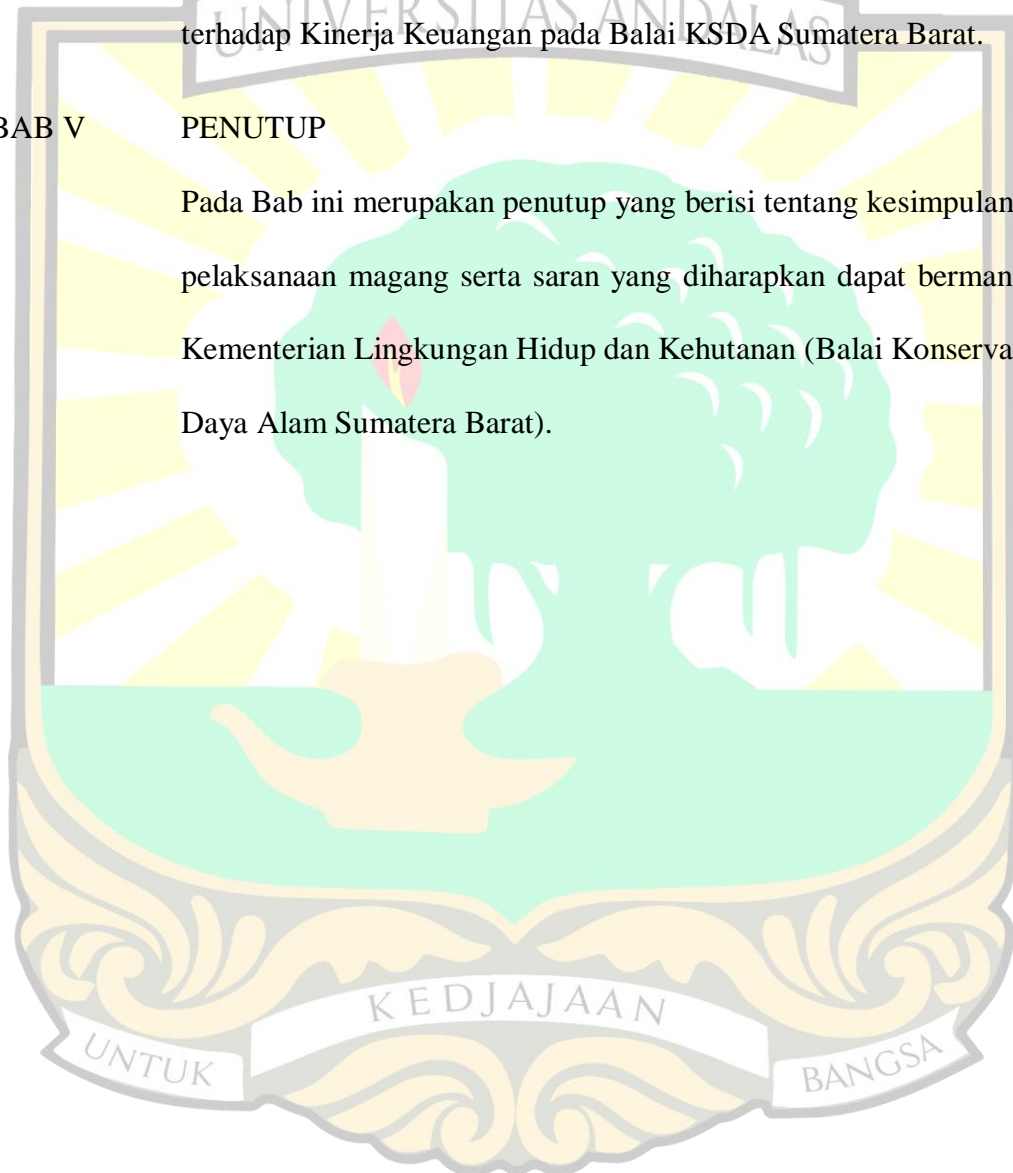 UNIVERSITAS ANDALAS
terhadap Kinerja Keuangan pada Balai KSDA Sumatera Barat.
BAB V PENUTUP
Pada Bab ini merupakan penutup yang berisi tentang kesimpulan
pelaksanaan magang serta saran yang diharapkan dapat berman
Kementerian Lingkungan Hidup dan Kehutanan (Balai Konserva
Daya Alam Sumatera Barat).
UNTUK KEDJAJAAN BANGSA